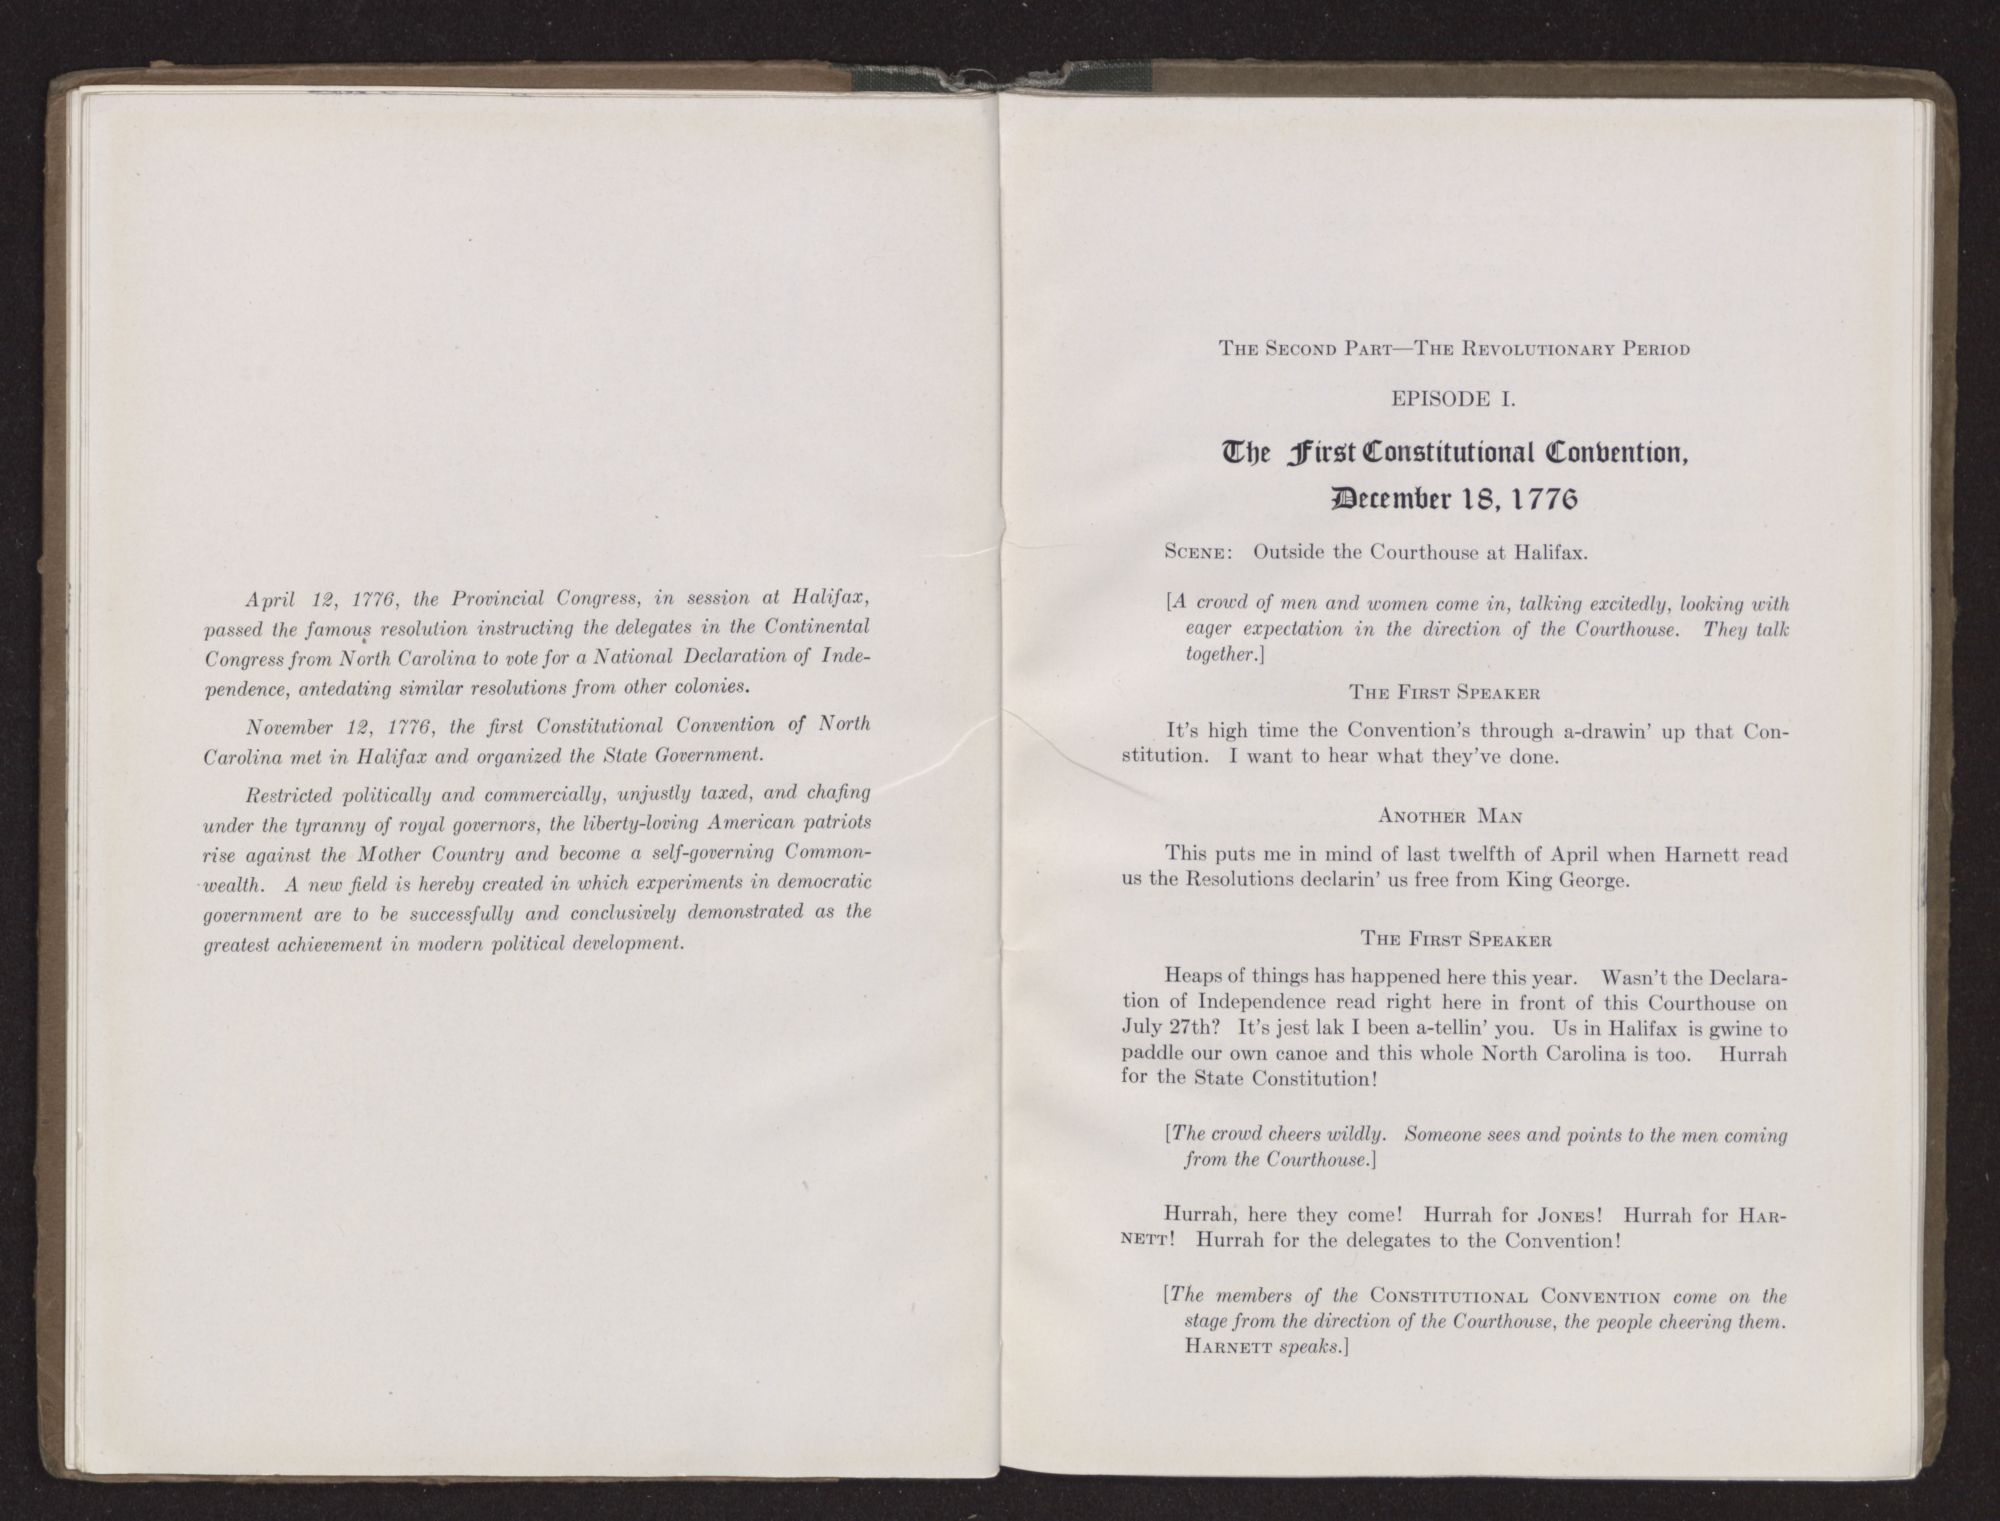 April 12, 1776, the Provincial Congress, in session at Halifax,
passed the famous resolution instructing the delegates in the Continental
Congress from North Carolina to vote for a National Declaration of Inde-
pendence, antedating similar resolutions from other colonies.
November 12, 1776, the first Constitutional Convention of North
Carolina met in Halifax and organized the State Government.
Restricted politically and commercially, unjustly taxed, and chafing
under the tyranny of royal governors, the liberty-loving American patriots
rise against the Mother Country and become a self-governing Common-
wealth. A new field is hereby created in which experiments in democratic
government are to be successfully and conclusively demonstrated as the
greatest achievement in modern political development.
The Second Part—The Revolutionary Period
EPISODE I.
The First Constitutional Convention,
December 18, 1776
Scene: Outside the Courthouse at Halifax.
[A crowd of men and women come in, talking excitedly, looking with
eager expectation in the direction of the Courthouse. They talk
together.]
The First Speaker
It's high time the Convention's through a-drawin' up that Con-
stitution. I want to hear what they've done.
Another Man
This puts me in mind of last twelfth of April when Harnett read
us the Resolutions declarin' us free from King George.
The First Speaker
Heaps of things has happened here this year. Wasn't the Declara-
tion of Independence read right here in front of this Courthouse on
July 27th? It's jest lak I been a-tellin' you. Us in Halifax is gwine to
paddle our own canoe and this whole North Carolina is too. Hurrah
for the State Constitution!
[The crowd cheers wildly. Someone sees and points to the men coming
from the Courthouse.]
Hurrah, here they come! Hurrah for Jones! Hurrah for Har-
nett! Hurrah for the delegates to the Convention!
[The members of the Constitutional Convention come on the
stage from the direction of the Courthouse, the people cheering them.
Harnett speaks.]